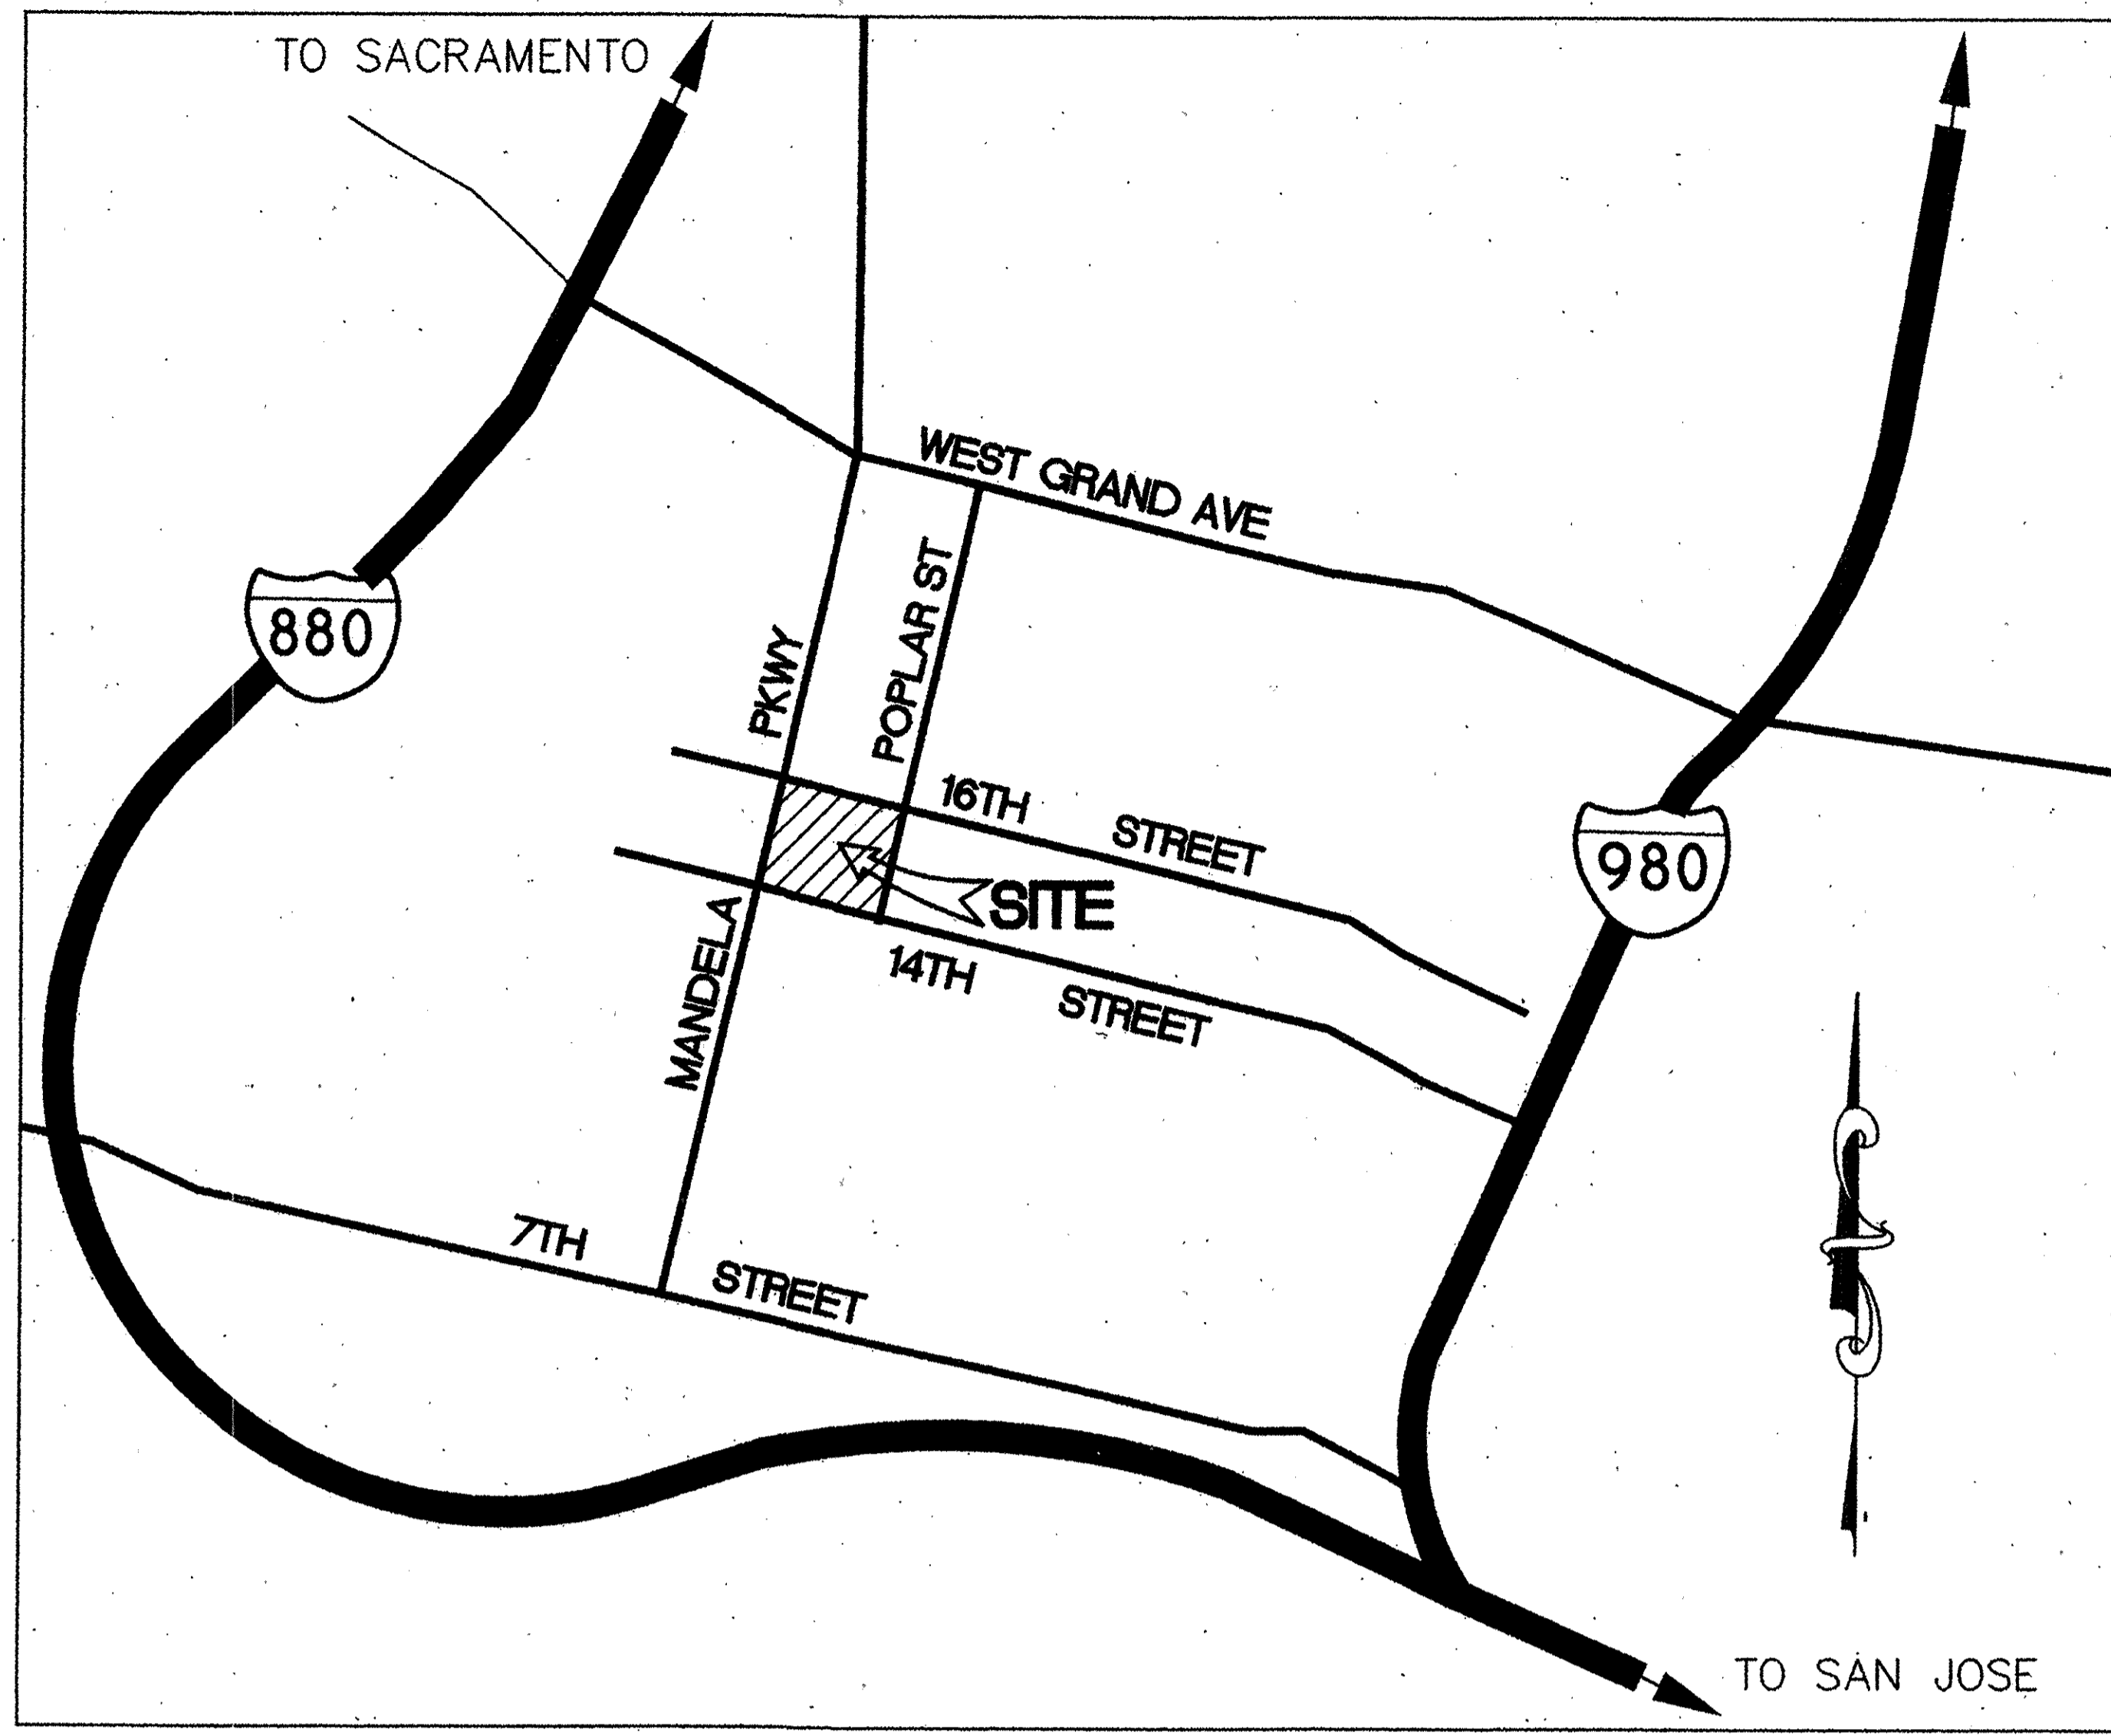 TO SACRAMENTO
WEST GRAND AVE
POPLAR ST
880
PKWY
16TH STREET
980
SITE
MANDELA
14TH STREET
7TH STREET
TO SAN JOSE